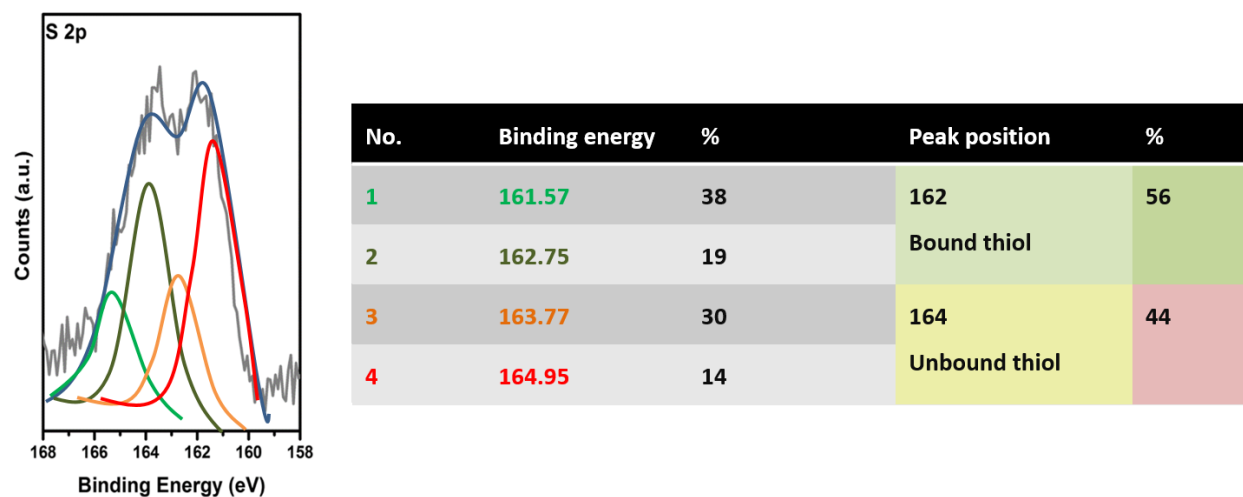 S 2p
Counts (a.u.)
168 166 164 162 160 158
Binding Energy (eV)
No. Binding energy % Peak position %
1 161.57 38 162 56
Bound thiol
2 162.75 19
3 163.77 30 164 44
Unbound thiol
4 164.95 14